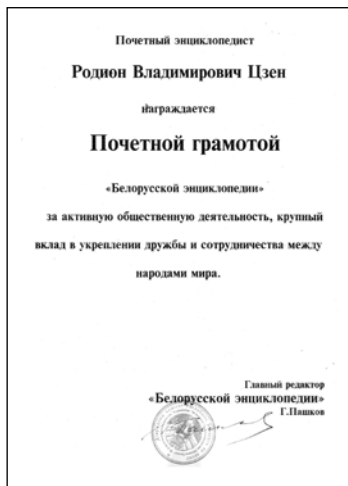 Почетный энциклопедист
Родион Владимирович Цзен
награждается
Почетной грамотой
«Белорусской энциклопедии»
за активную общественную деятельность, крупный
вклад в укреплении дружбы и сотрудничества между
народами мира.
Главный редактор
«Белорусской энциклопедии»
Г.Пашков